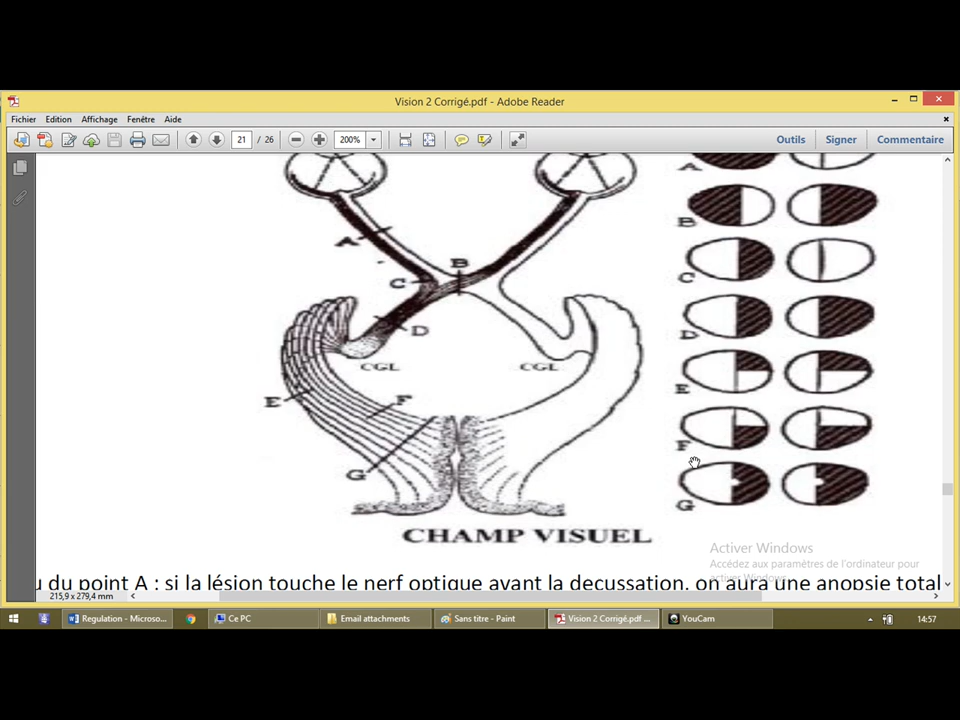 Vision 2 Corrigé.pdf - Adobe Reader
Fichier Edition Affichage Fenêtre Aide
21 / 26 200% Outils Signer Commentaire
A
B
C
D
E
F
G
A
B
C
D
CGL CGL
E F
G
CHAMP VISUEL
Activer Windows
Accédez aux paramètres de l'ordinateur pour
activer Windows.
u du point A : si la lésion touche le nerf optique avant la decussation, on aura une anopsie total
215,9 x 279,4 mm
Regulation - Microso... Ce PC Email attachments Sans titre - Paint Vision 2 Corrigé.pdf ... YouCam 14:57